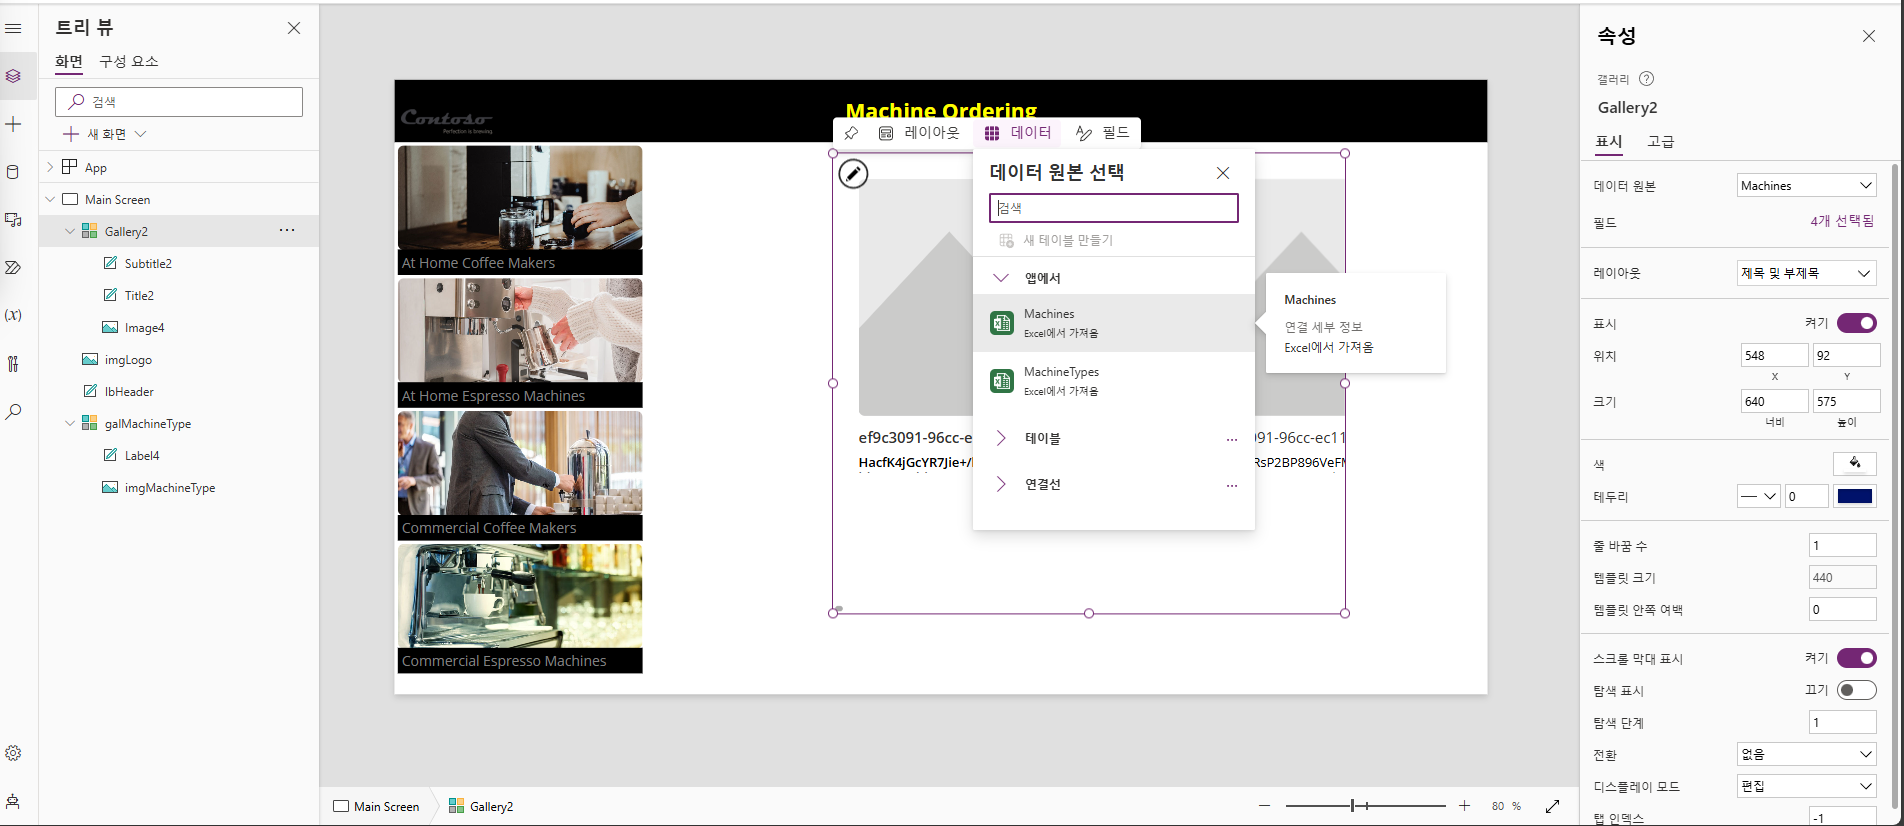 트리 뷰
화면 구성 요소
검색
새 화면
App
Main Screen
Gallery2
Subtitle2
Title2
Image4
imgLogo
lbHeader
galMachineType
Label4
imgMachineType
Contoso
Perfection is brewing
Machine Ordering
레이아웃 데이터 필드
At Home Coffee Makers
At Home Espresso Machines
Commercial Coffee Makers
Commercial Espresso Machines
데이터 원본 선택
검색
새 테이블 만들기
앱에서
Machines
Excel에서 가져옴
MachineTypes
Excel에서 가져옴
테이블
연결선
Machines
연결 세부 정보
Excel에서 가져옴
ef9c3091-96cc-e
HacfK4jGcYR7Jie+/
91-96cc-ec11
RsP2BP896VeF
Main Screen Gallery2
80 %
속성
갤러리
Gallery2
표시 고급
데이터 원본 Machines
필드 4개 선택됨
레이아웃 제목 및 부제목
표시 켜기
위치 548 92
X Y
크기 640 575
너비 높이
색
테두리 0
줄 바꿈 수 1
템플릿 크기 440
템플릿 안쪽 여백 0
스크롤 막대 표시 켜기
탐색 표시 끄기
탐색 단계 1
전환 없음
디스플레이 모드 편집
탭 인덱스 -1